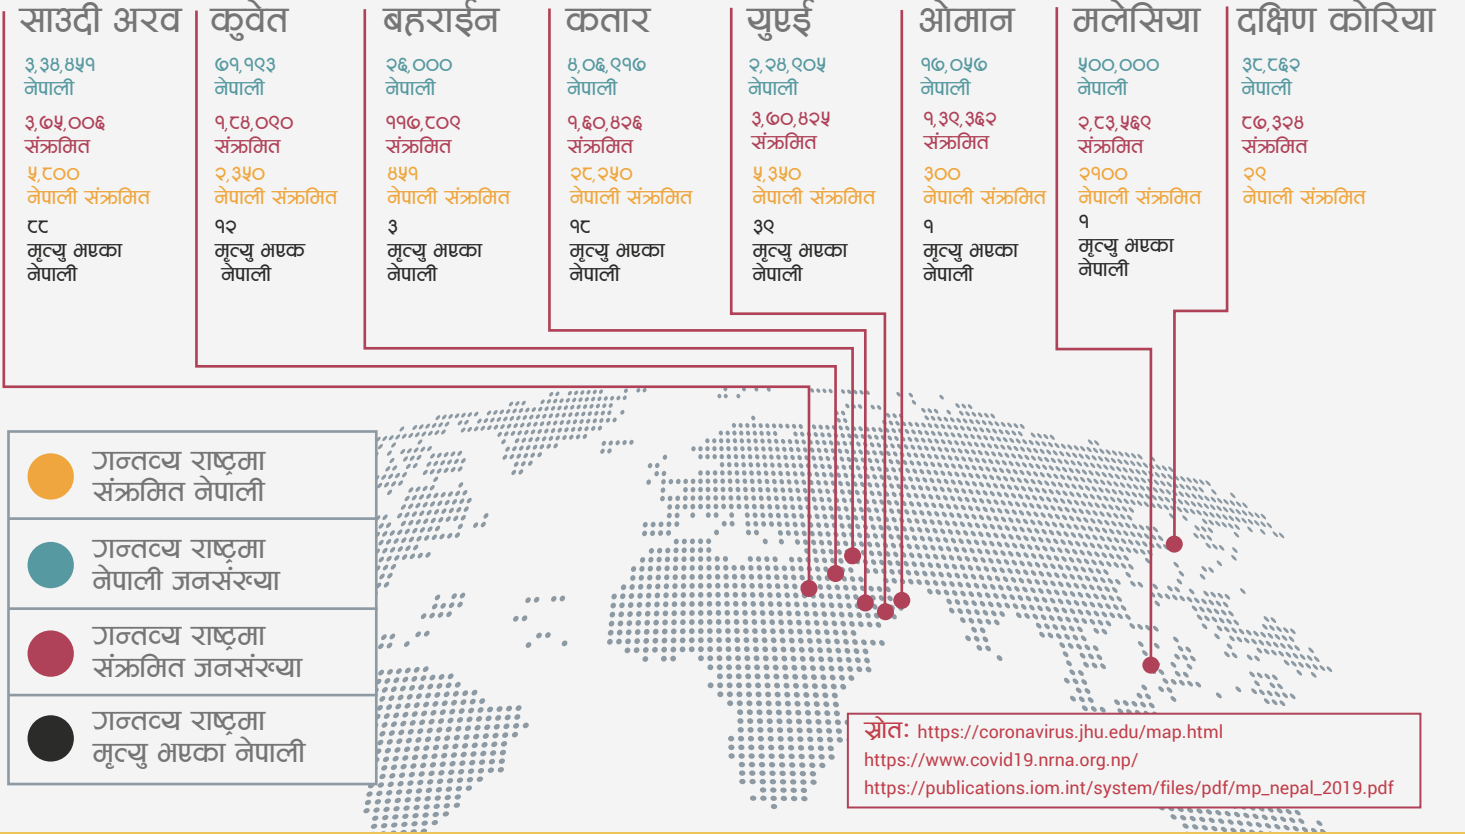 साउदी अरव
३,३४,४५१
नेपाली
३,७५,००६
संक्रमित
५,८००
नेपाली संक्रमित
८८
मृत्यु भएका
नेपाली
कुवेत
७१,१९३
नेपाली
१,८४,०९०
संक्रमित
२,३५०
नेपाली संक्रमित
१२
मृत्यु भएक
नेपाली
बहराईन
२६,०००
नेपाली
११७,८०९
संक्रमित
४५१
नेपाली संक्रमित
३
मृत्यु भएका
नेपाली
कतार
४,०६,९१७
नेपाली
१,६०,४२६
संक्रमित
२८,२५०
नेपाली संक्रमित
१८
मृत्यु भएका
नेपाली
युएई
२,२४,९०५
नेपाली
३,७०,४२५
संक्रमित
५,३५०
नेपाली संक्रमित
३९
मृत्यु भएका
नेपाली
ओमान
१७,०५७
नेपाली
१,३९,३६२
संक्रमित
३००
नेपाली संक्रमित
१
मृत्यु भएका
नेपाली
मलेसिया
५००,०००
नेपाली
२,८३,५६९
संक्रमित
२१००
नेपाली संक्रमित
१
मृत्यु भएका
नेपाली
दक्षिण कोरिया
३८,८६२
नेपाली
८७,३२४
संक्रमित
२९
नेपाली संक्रमित
गन्तव्य राष्ट्रमा
संक्रमित नेपाली
गन्तव्य राष्ट्रमा
नेपाली जनसंख्या
गन्तव्य राष्ट्रमा
संक्रमित जनसंख्या
गन्तव्य राष्ट्रमा
मृत्यु भएका नेपाली
स्रोतः https://coronavirus.jhu.edu/map.html
https://www.covid19.nrna.org.np/
https://publications.iom.int/system/files/pdf/mp_nepal_2019.pdf